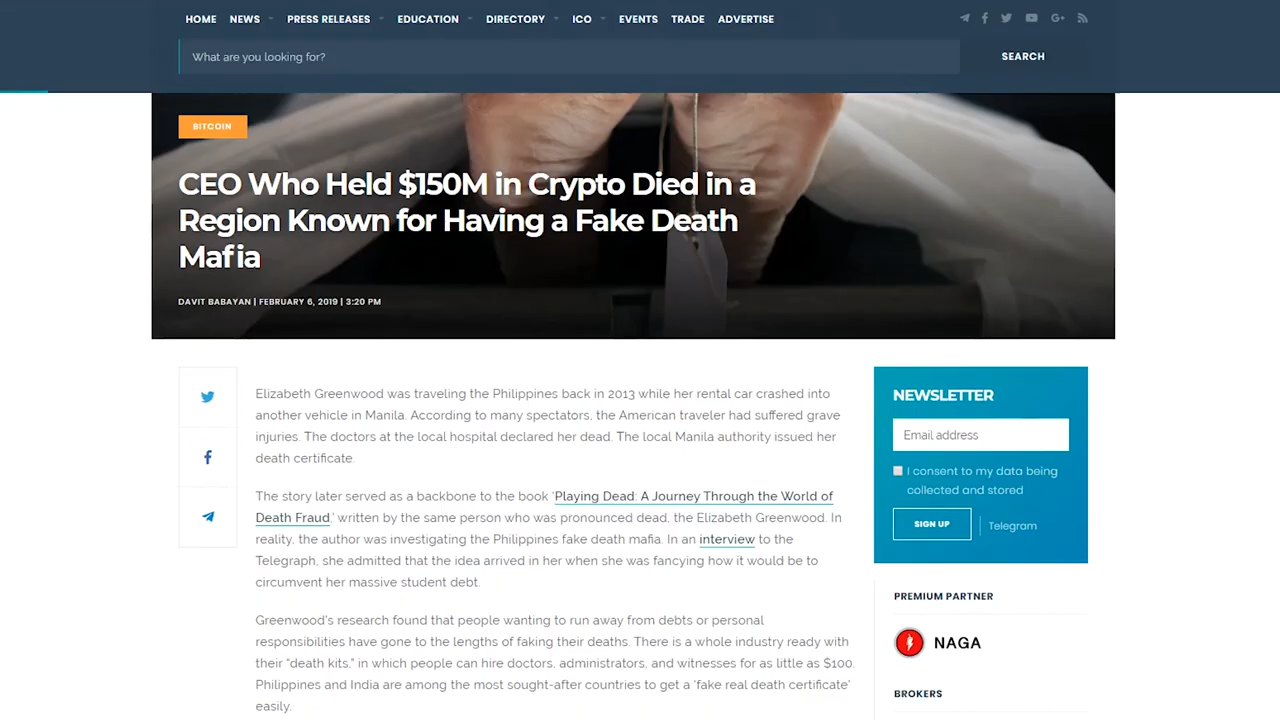 HOME NEWS PRESS RELEASES EDUCATION DIRECTORY ICO EVENTS TRADE ADVERTISE
What are you looking for?
SEARCH
BITCOIN
CEO Who Held $150M in Crypto Died in a
Region Known for Having a Fake Death
Mafia
DAVIT BABAYAN | FEBRUARY 6, 2019 | 3:20 PM
Elizabeth Greenwood was traveling the Philippines back in 2013 while her rental car crashed into
another vehicle in Manila. According to many spectators, the American traveler had suffered grave
injuries. The doctors at the local hospital declared her dead. The local Manila authority issued her
death certificate.
The story later served as a backbone to the book ‘Playing Dead: A Journey Through the World of
Death Fraud,’ written by the same person who was pronounced dead, the Elizabeth Greenwood. In
reality, the author was investigating the Philippines fake death mafia. In an interview to the
Telegraph, she admitted that the idea arrived in her when she was fancying how it would be to
circumvent her massive student debt.
Greenwood’s research found that people wanting to run away from debts or personal
responsibilities have gone to the lengths of faking their deaths. There is a whole industry ready with
their “death kits,” in which people can hire doctors, administrators, and witnesses for as little as $100.
Philippines and India are among the most sought-after countries to get a ‘fake real death certificate’
easily.
NEWSLETTER
Email address
I consent to my data being
collected and stored
SIGN UP
Telegram
PREMIUM PARTNER
NAGA
BROKERS